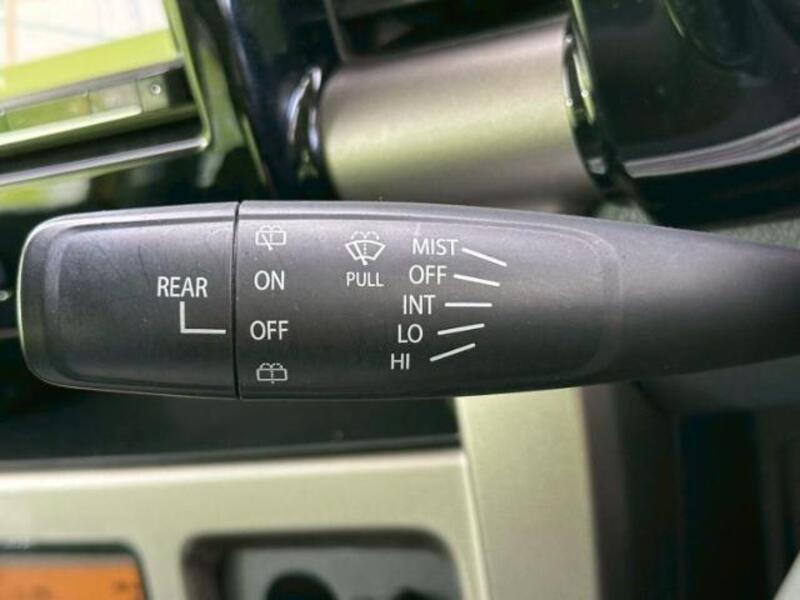 REAR
ON
OFF
PULL
MIST
OFF
INT
LO
HI